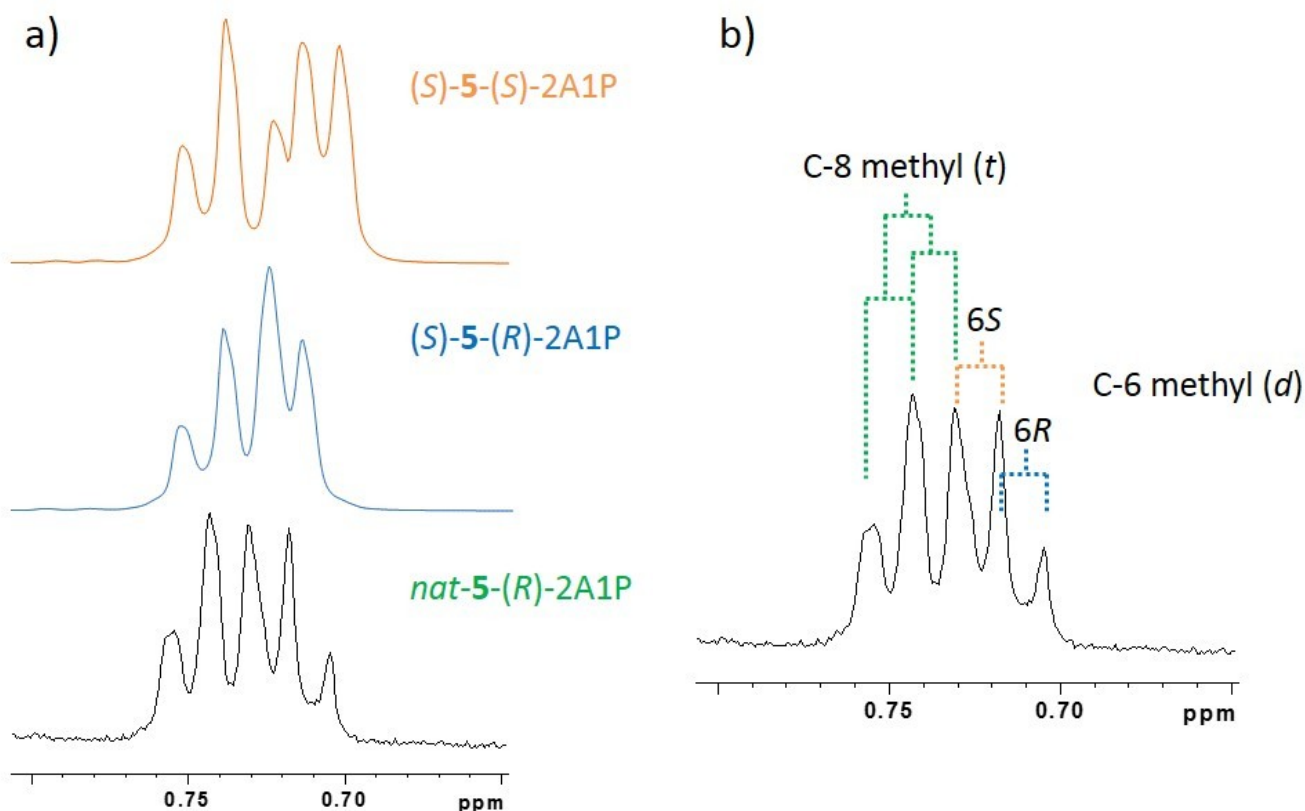 a)
(S)-5-(S)-2A1P
(S)-5-(R)-2A1P
nat-5-(R)-2A1P
0.75
0.70
ppm
b)
C-8 methyl (t)
6S
C-6 methyl (d)
6R
0.75
0.70
ppm